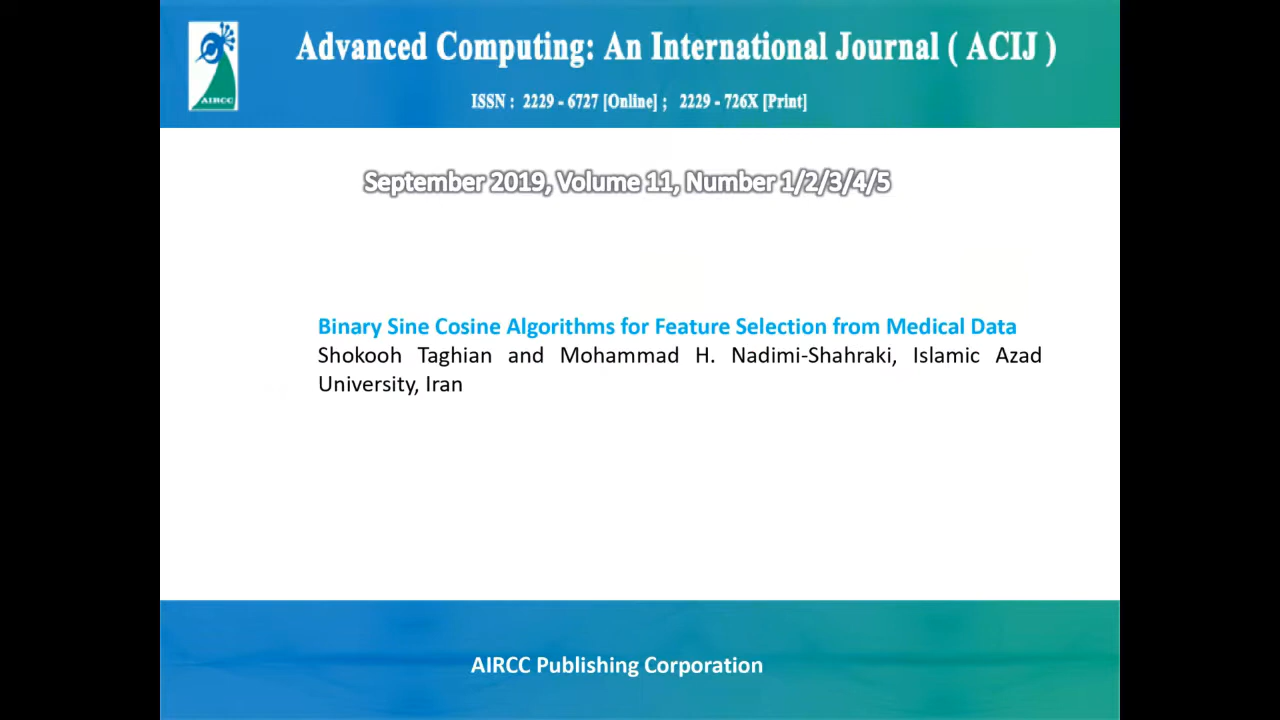 AIRCC
Advanced Computing: An International Journal ( ACIJ )
ISSN : 2229 - 6727 [Online] ; 2229 - 726X [Print]
September 2019, Volume 11, Number 1/2/3/4/5
Binary Sine Cosine Algorithms for Feature Selection from Medical Data
Shokooh Taghian and Mohammad H. Nadimi-Shahraki, Islamic Azad
University, Iran
AIRCC Publishing Corporation